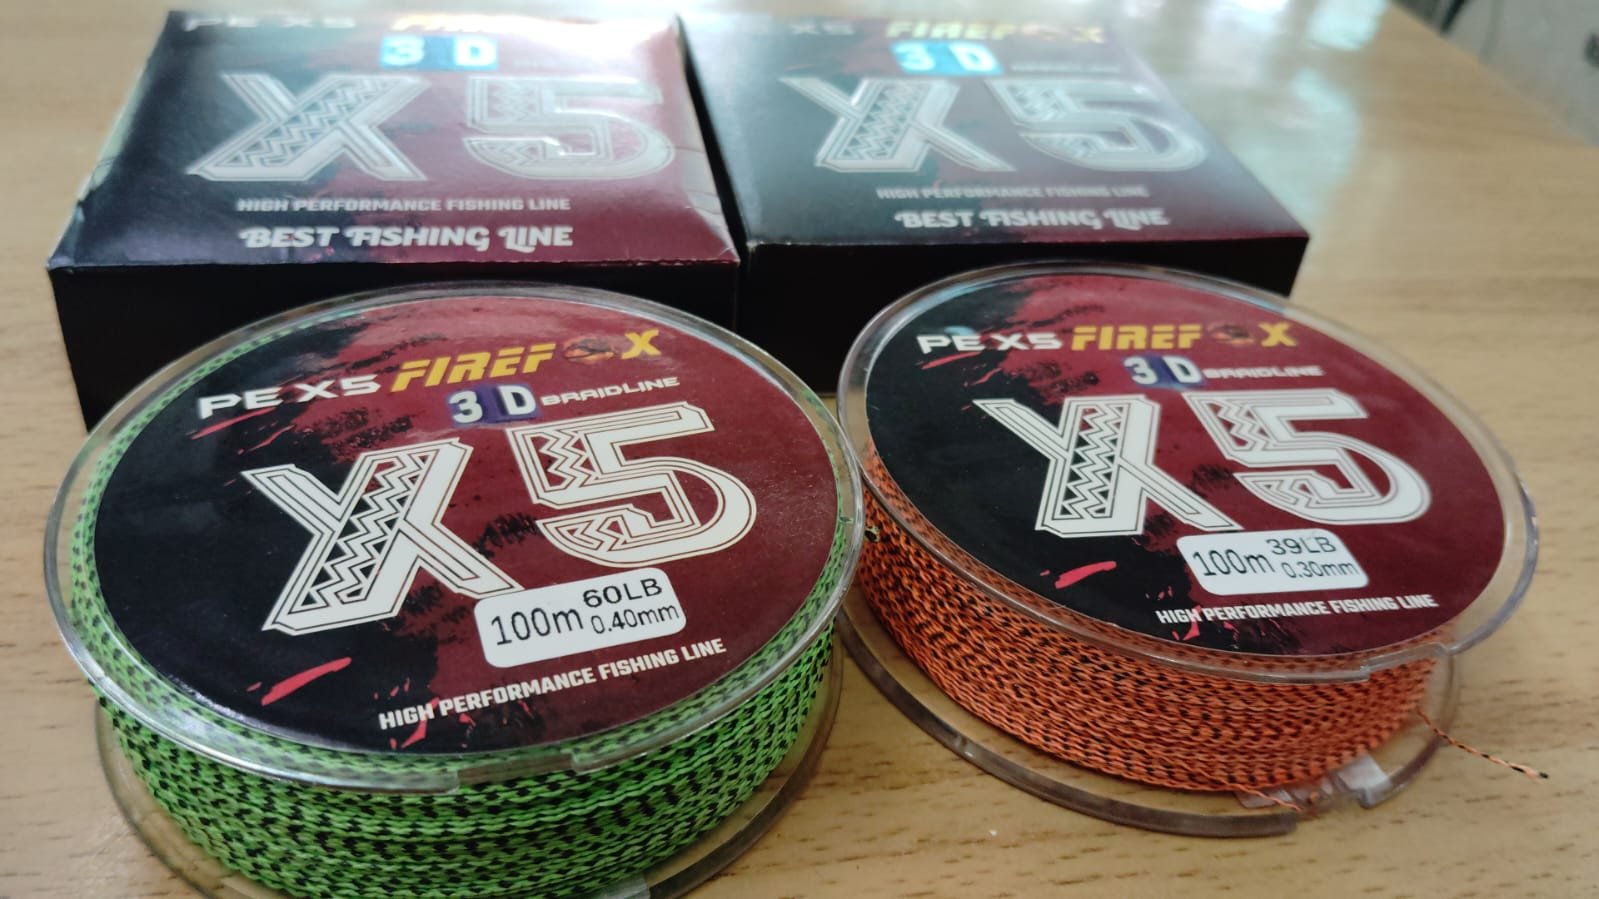 PE X5 FIREFOX
3D
X5
HIGH PERFORMANCE FISHING LINE
BEST FISHING LINE
X5 FIREFOX
3D
X5
HIGH PERFORMANCE FISHING LINE
BEST FISHING LINE
PE X5 FIREFOX
3D BRAIDLINE
X5
100m 60LB
0.40mm
HIGH PERFORMANCE FISHING LINE
PE X5 FIREFOX
3D BRAIDLINE
X5
100m 39LB
0.30mm
HIGH PERFORMANCE FISHING LINE